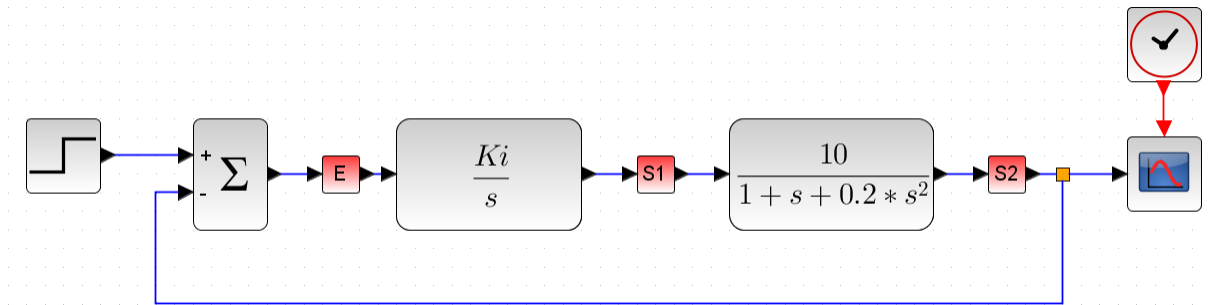 +
-
Σ
E
Ki
s
S1
10
1 + s + 0.2 * s²
S2